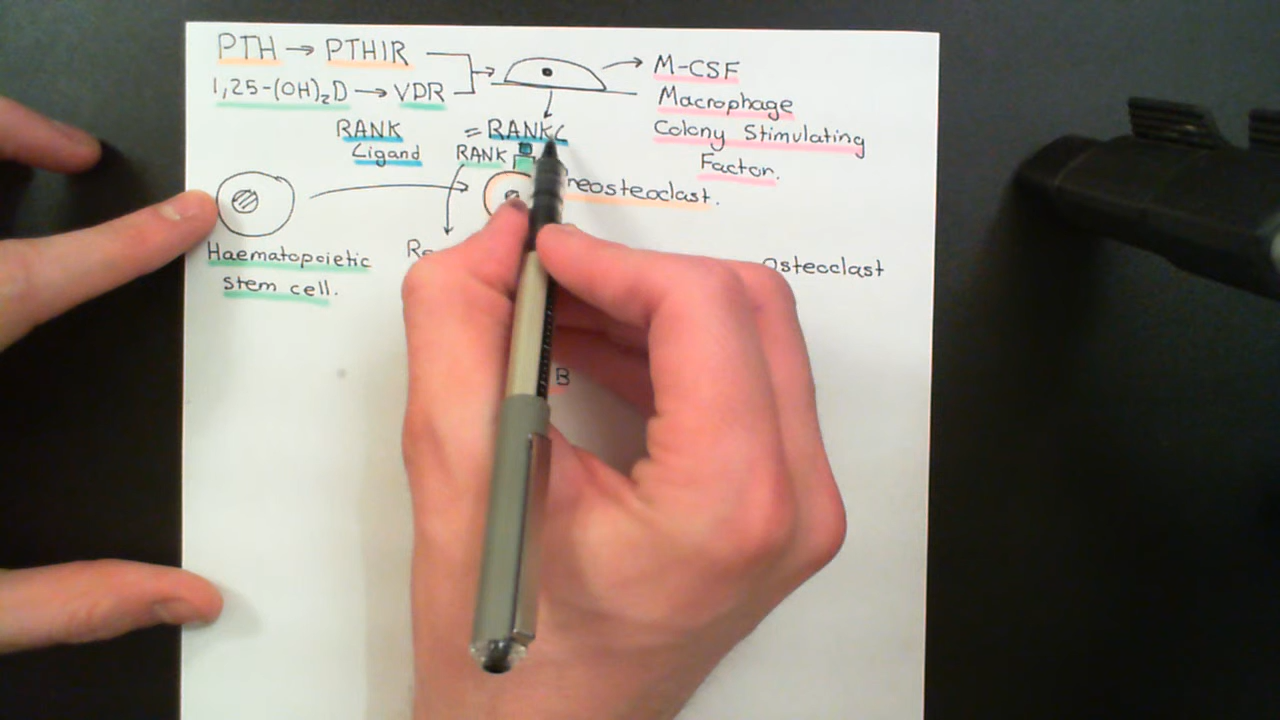 PTH → PTH1R
1,25-(OH)₂D → VDR
M-CSF
Macrophage
Colony Stimulating
Factor.
RANK
Ligand
= RANKL
RANK
Haematopoietic
stem cell.
osteoclast
B